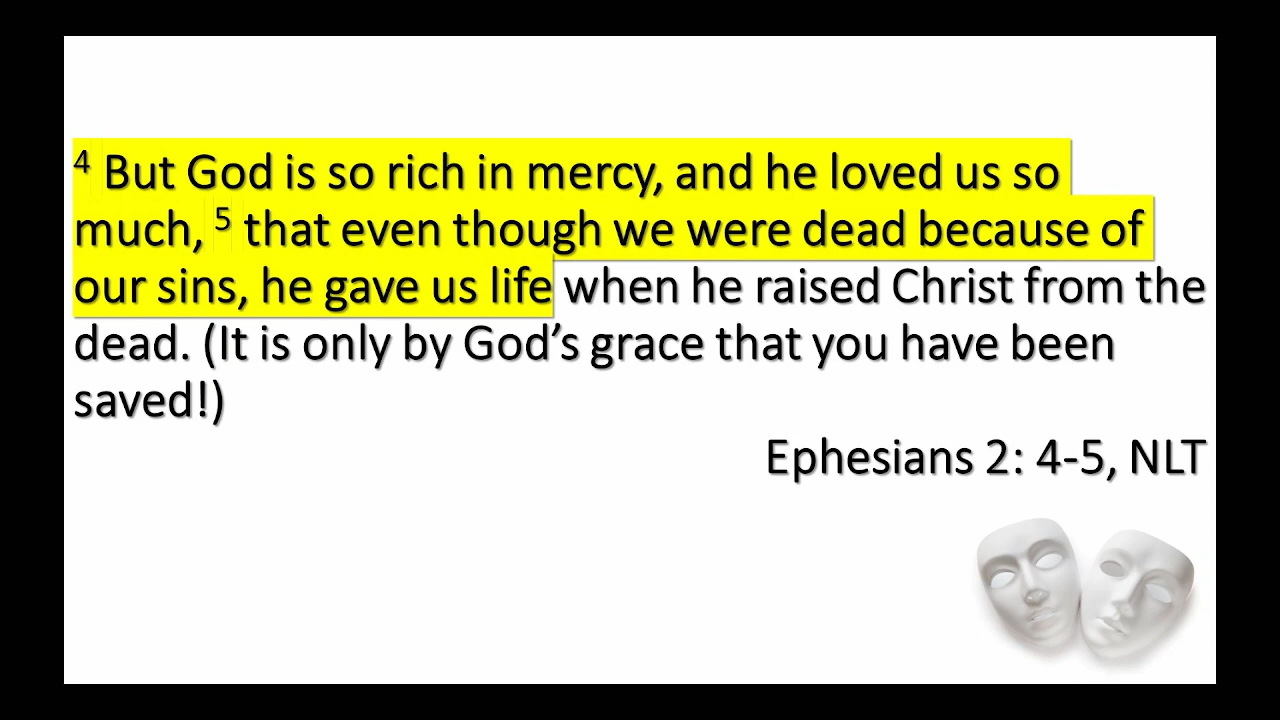 ⁴ But God is so rich in mercy, and he loved us so
much, ⁵ that even though we were dead because of
our sins, he gave us life when he raised Christ from the
dead. (It is only by God’s grace that you have been
saved!)
Ephesians 2: 4-5, NLT